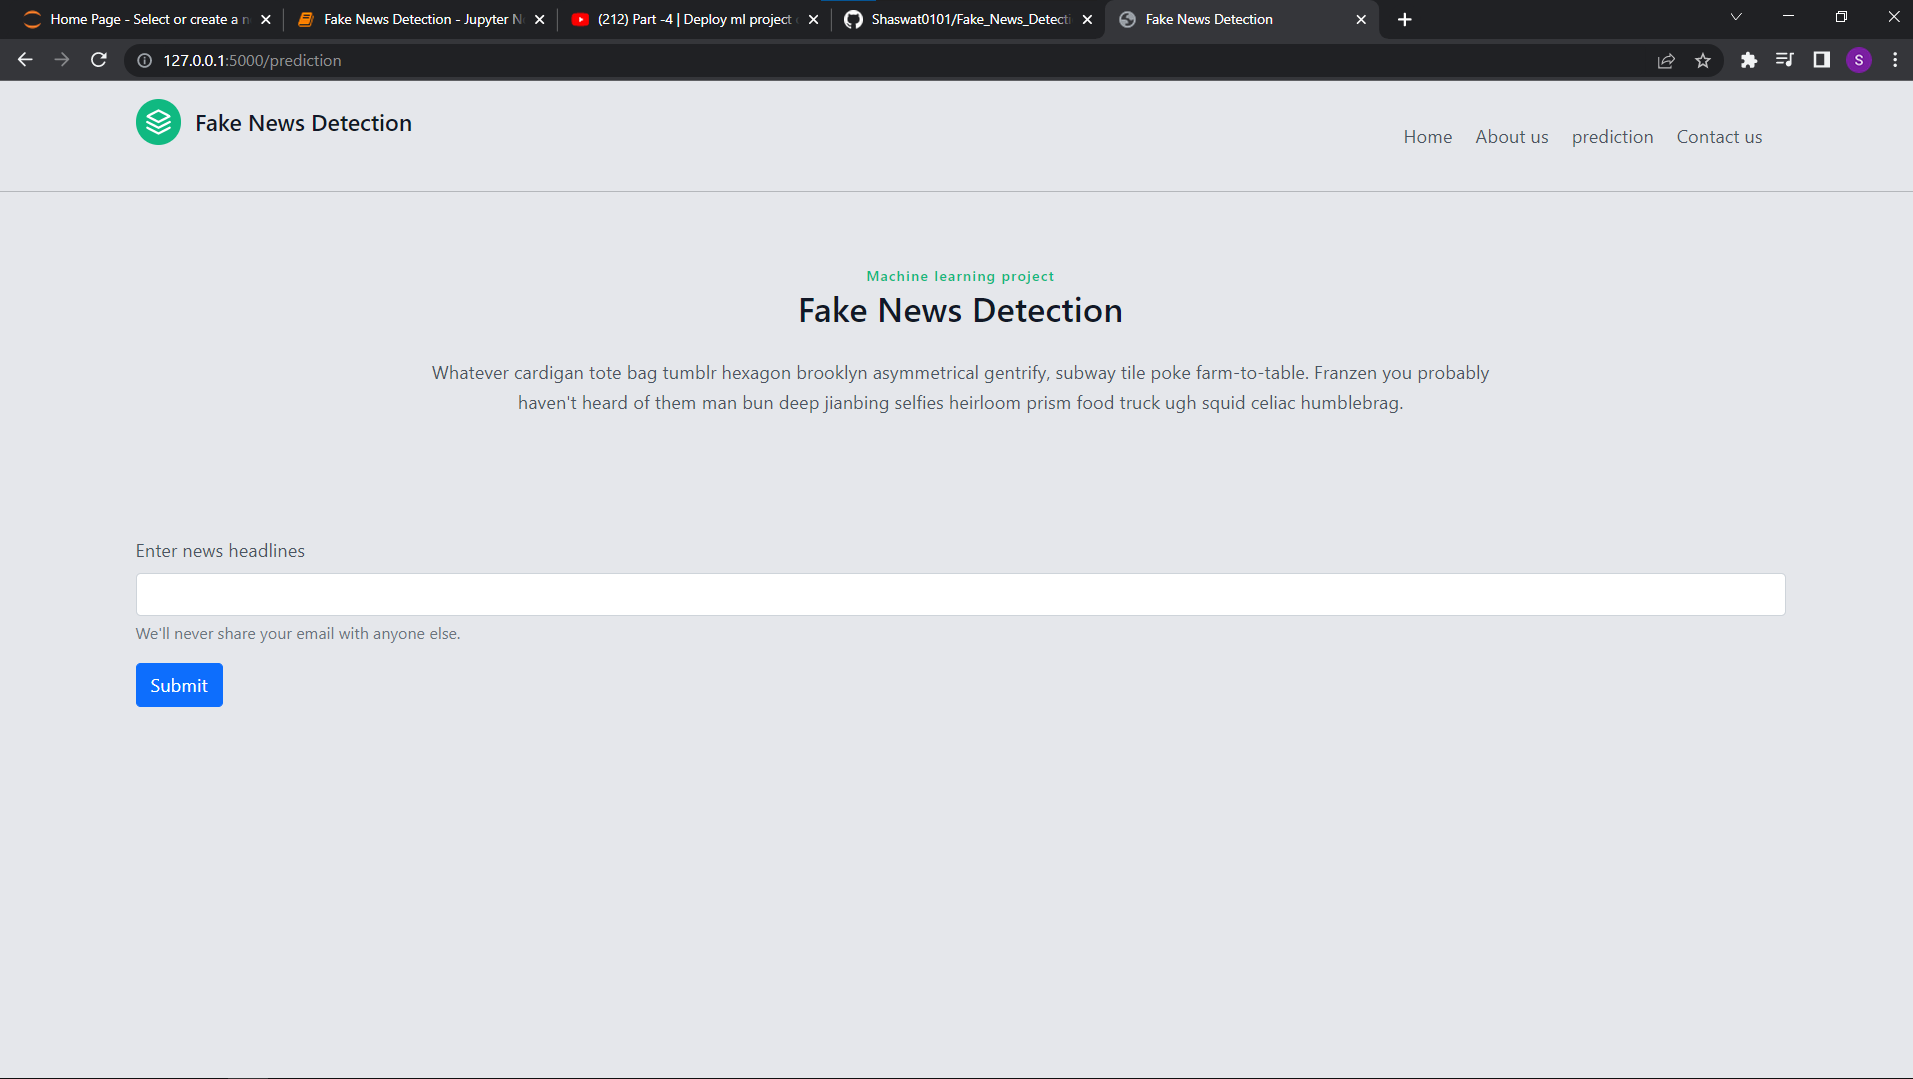 Home Page - Select or create a n
Fake News Detection - Jupyter N
(212) Part -4 | Deploy ml project
Shaswat0101/Fake_News_Detecti
Fake News Detection
127.0.0.1:5000/prediction
S
Fake News Detection
Home
About us
prediction
Contact us
Machine learning project
Fake News Detection
Whatever cardigan tote bag tumblr hexagon brooklyn asymmetrical gentrify, subway tile poke farm-to-table. Franzen you probably
haven't heard of them man bun deep jianbing selfies heirloom prism food truck ugh squid celiac humblebrag.
Enter news headlines
We'll never share your email with anyone else.
Submit